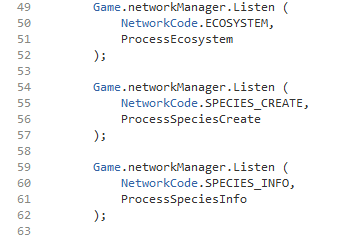 49 Game.networkManager.Listen (
50 NetworkCode.ECOSYSTEM,
51 ProcessEcosystem
52 );
53
54 Game.networkManager.Listen (
55 NetworkCode.SPECIES_CREATE,
56 ProcessSpeciesCreate
57 );
58
59 Game.networkManager.Listen (
60 NetworkCode.SPECIES_INFO,
61 ProcessSpeciesInfo
62 );
63